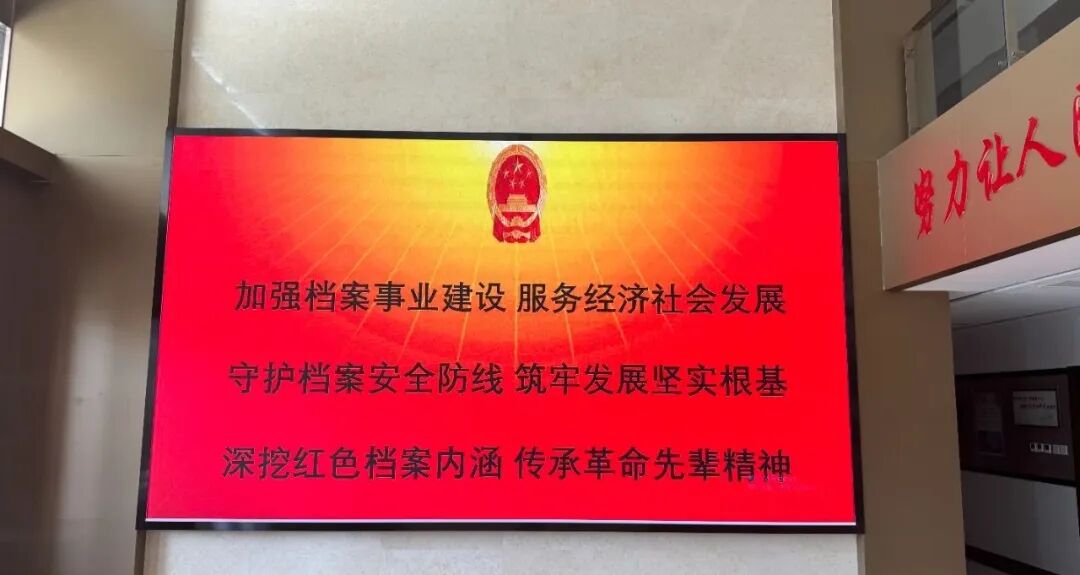 加强档案事业建设 服务经济社会发展
守护档案安全防线 筑牢发展坚实根基
深挖红色档案内涵 传承革命先辈精神
努力让人